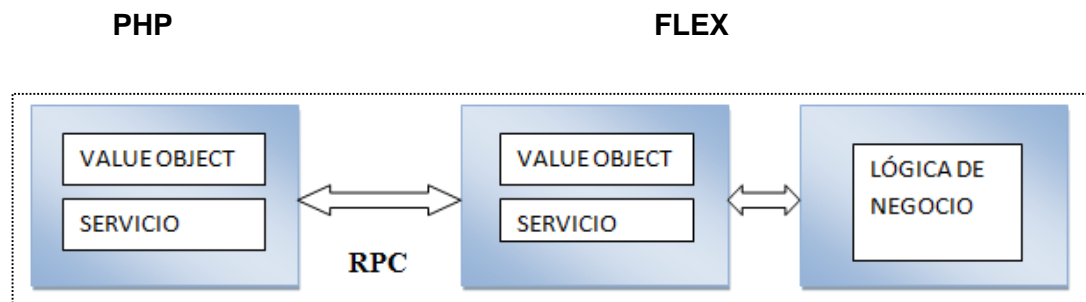 PHP
FLEX
VALUE OBJECT
SERVICIO
RPC
VALUE OBJECT
SERVICIO
LÓGICA DE
NEGOCIO